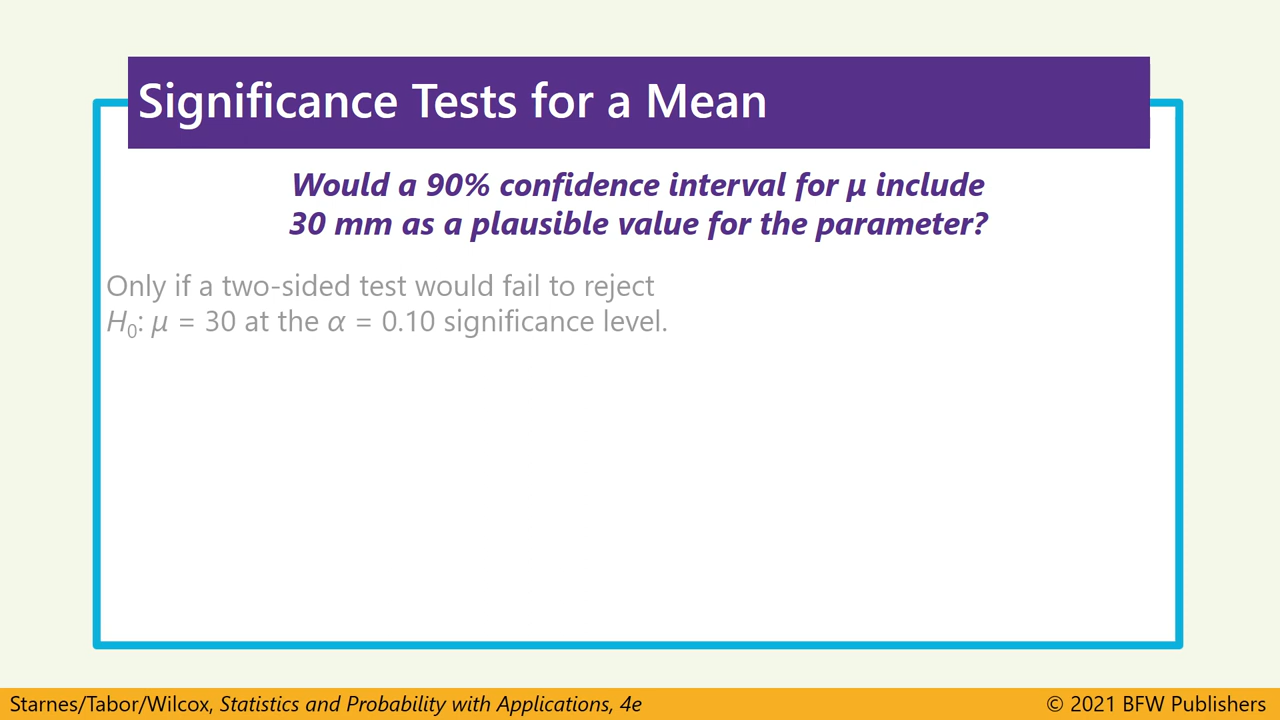 Significance Tests for a Mean
Would a 90% confidence interval for μ include
30 mm as a plausible value for the parameter?
Only if a two-sided test would fail to reject
H₀: μ = 30 at the α = 0.10 significance level.
Starnes/Tabor/Wilcox, Statistics and Probability with Applications, 4e
© 2021 BFW Publishers